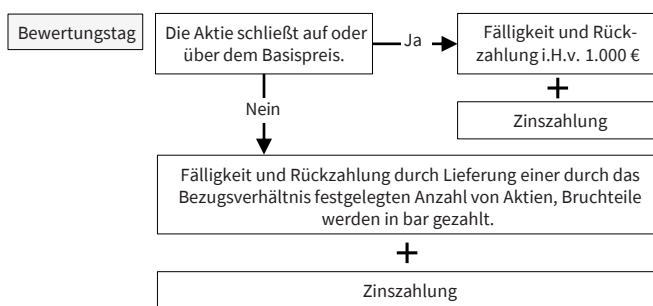 Bewertungstag
Die Aktie schließt auf oder
über dem Basispreis.
Ja
Fälligkeit und Rück-
zahlung i.H.v. 1.000 €
+
Zinszahlung
Nein
Fälligkeit und Rückzahlung durch Lieferung einer durch das
Bezugsverhältnis festgelegten Anzahl von Aktien, Bruchteile
werden in bar gezahlt.
+
Zinszahlung